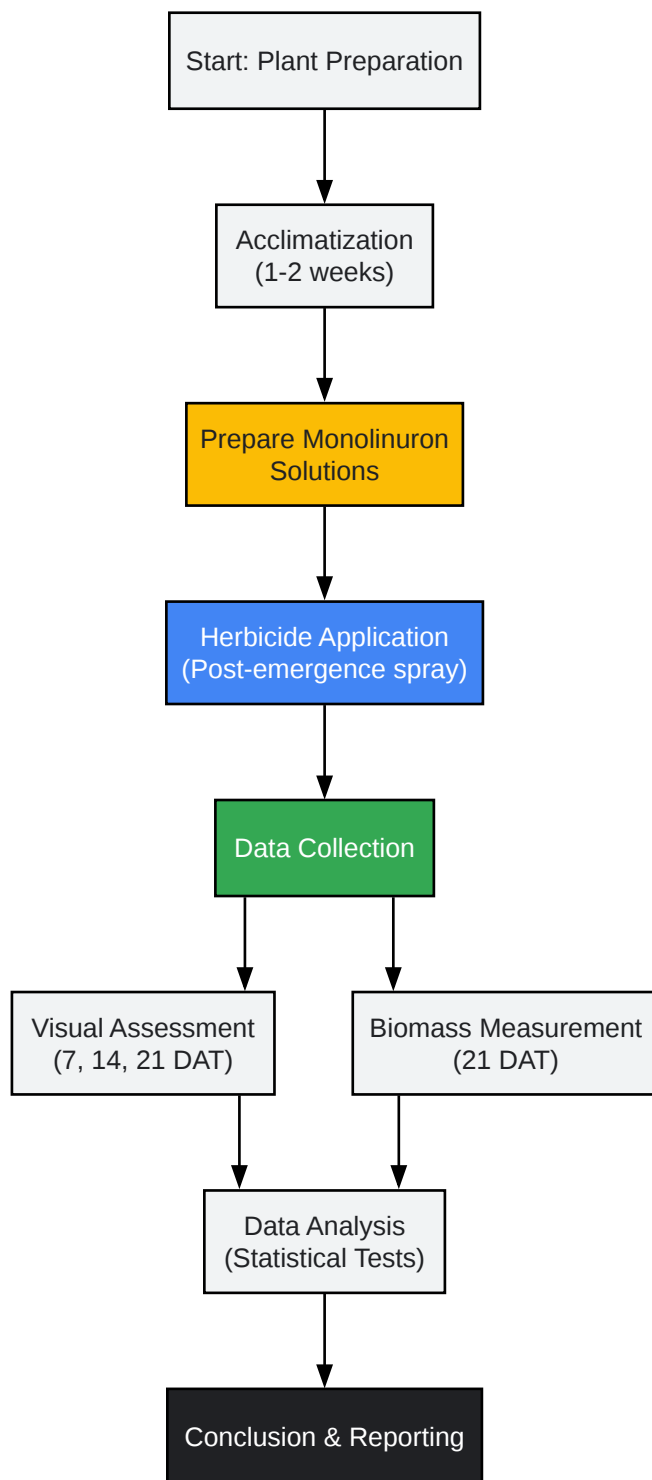 Start: Plant Preparation
Acclimatization
(1-2 weeks)
Prepare Monolinuron
Solutions
Herbicide Application
(Post-emergence spray)
Data Collection
Visual Assessment
(7, 14, 21 DAT)
Biomass Measurement
(21 DAT)
Data Analysis
(Statistical Tests)
Conclusion & Reporting